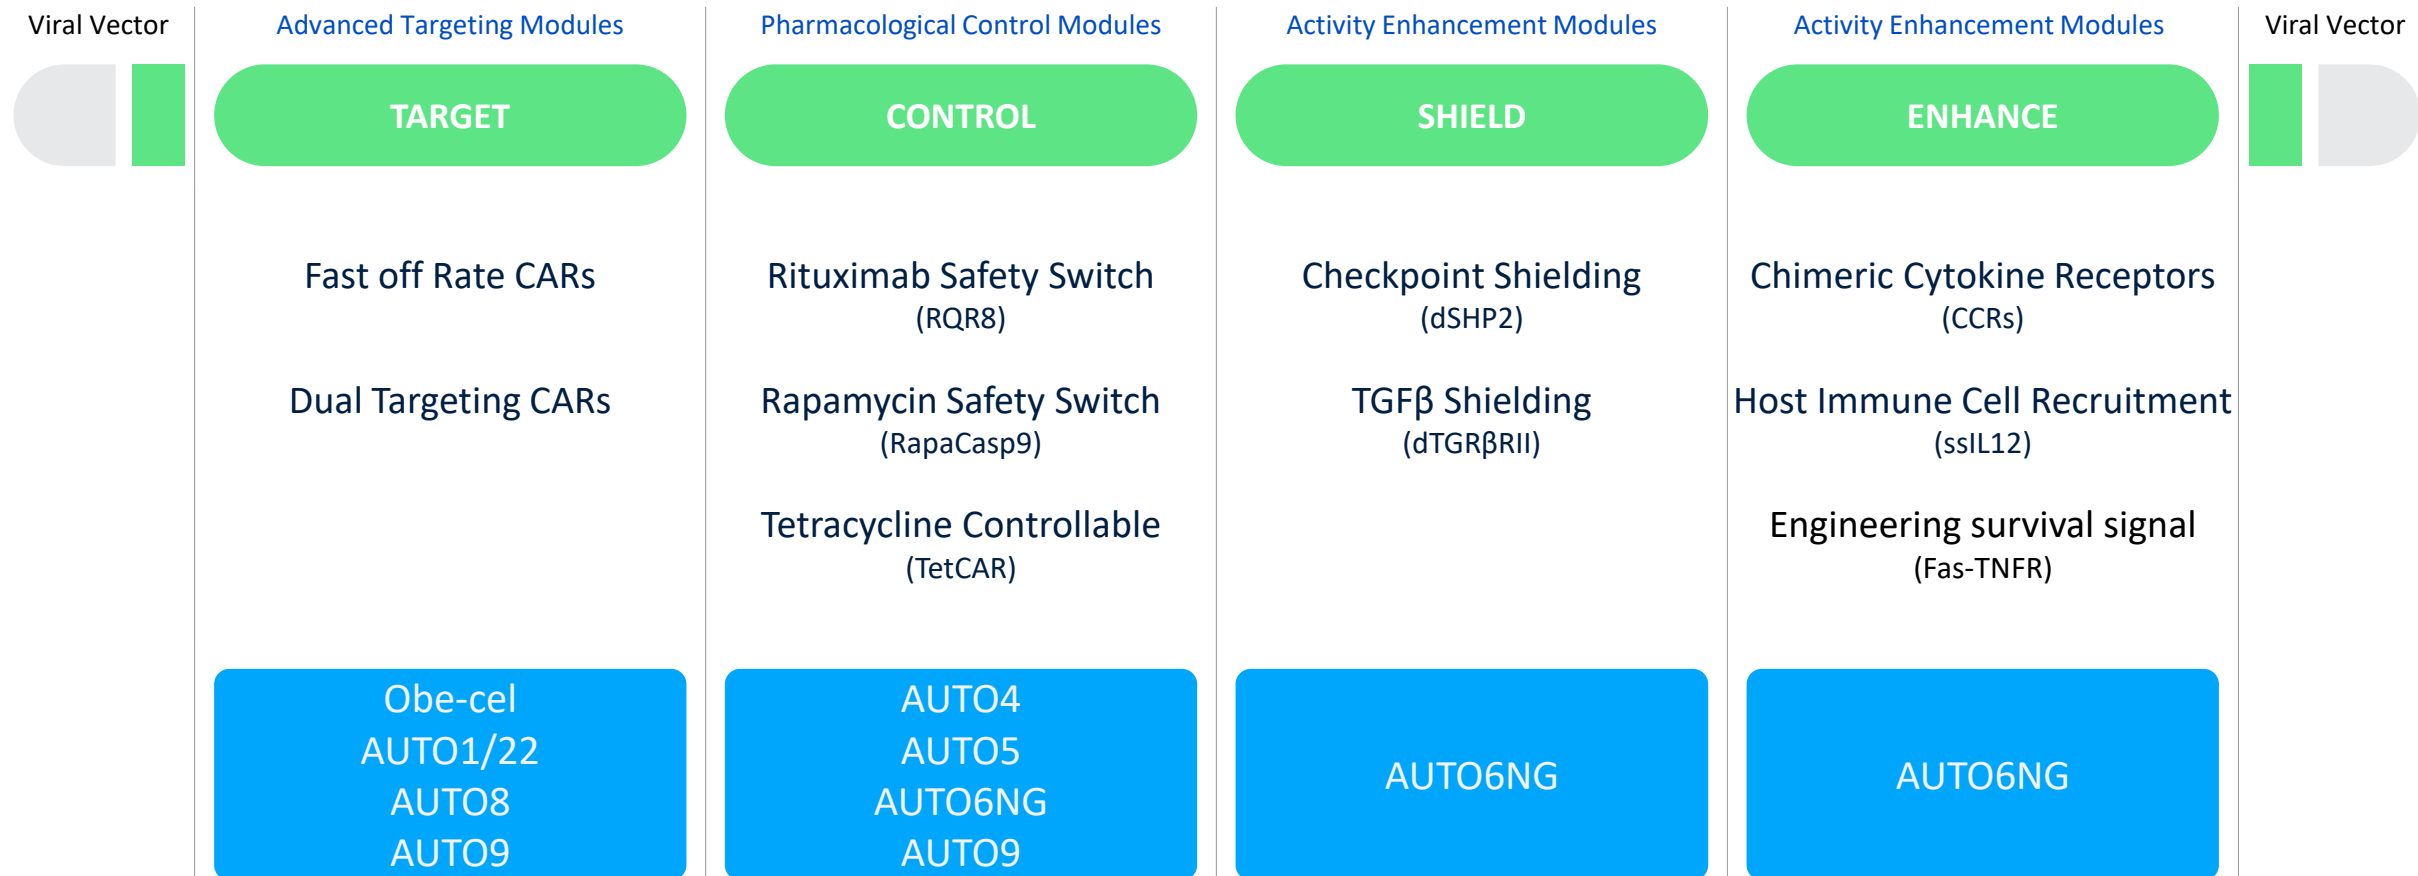 Viral Vector
Advanced Targeting Modules
Pharmacological Control Modules
Activity Enhancement Modules
Activity Enhancement Modules
Viral Vector
TARGET
CONTROL
SHIELD
ENHANCE
Fast off Rate CARs
Dual Targeting CARs
Rituximab Safety Switch
(RQR8)
Rapamycin Safety Switch
(RapaCasp9)
Tetracycline Controllable
(TetCAR)
Checkpoint Shielding
(dSHP2)
TGFβ Shielding
(dTGRβRII)
Chimeric Cytokine Receptors
(CCRs)
Host Immune Cell Recruitment
(ssIL12)
Engineering survival signal
(Fas-TNFR)
Obe-cel
AUTO1/22
AUTO8
AUTO9
AUTO4
AUTO5
AUTO6NG
AUTO9
AUTO6NG
AUTO6NG